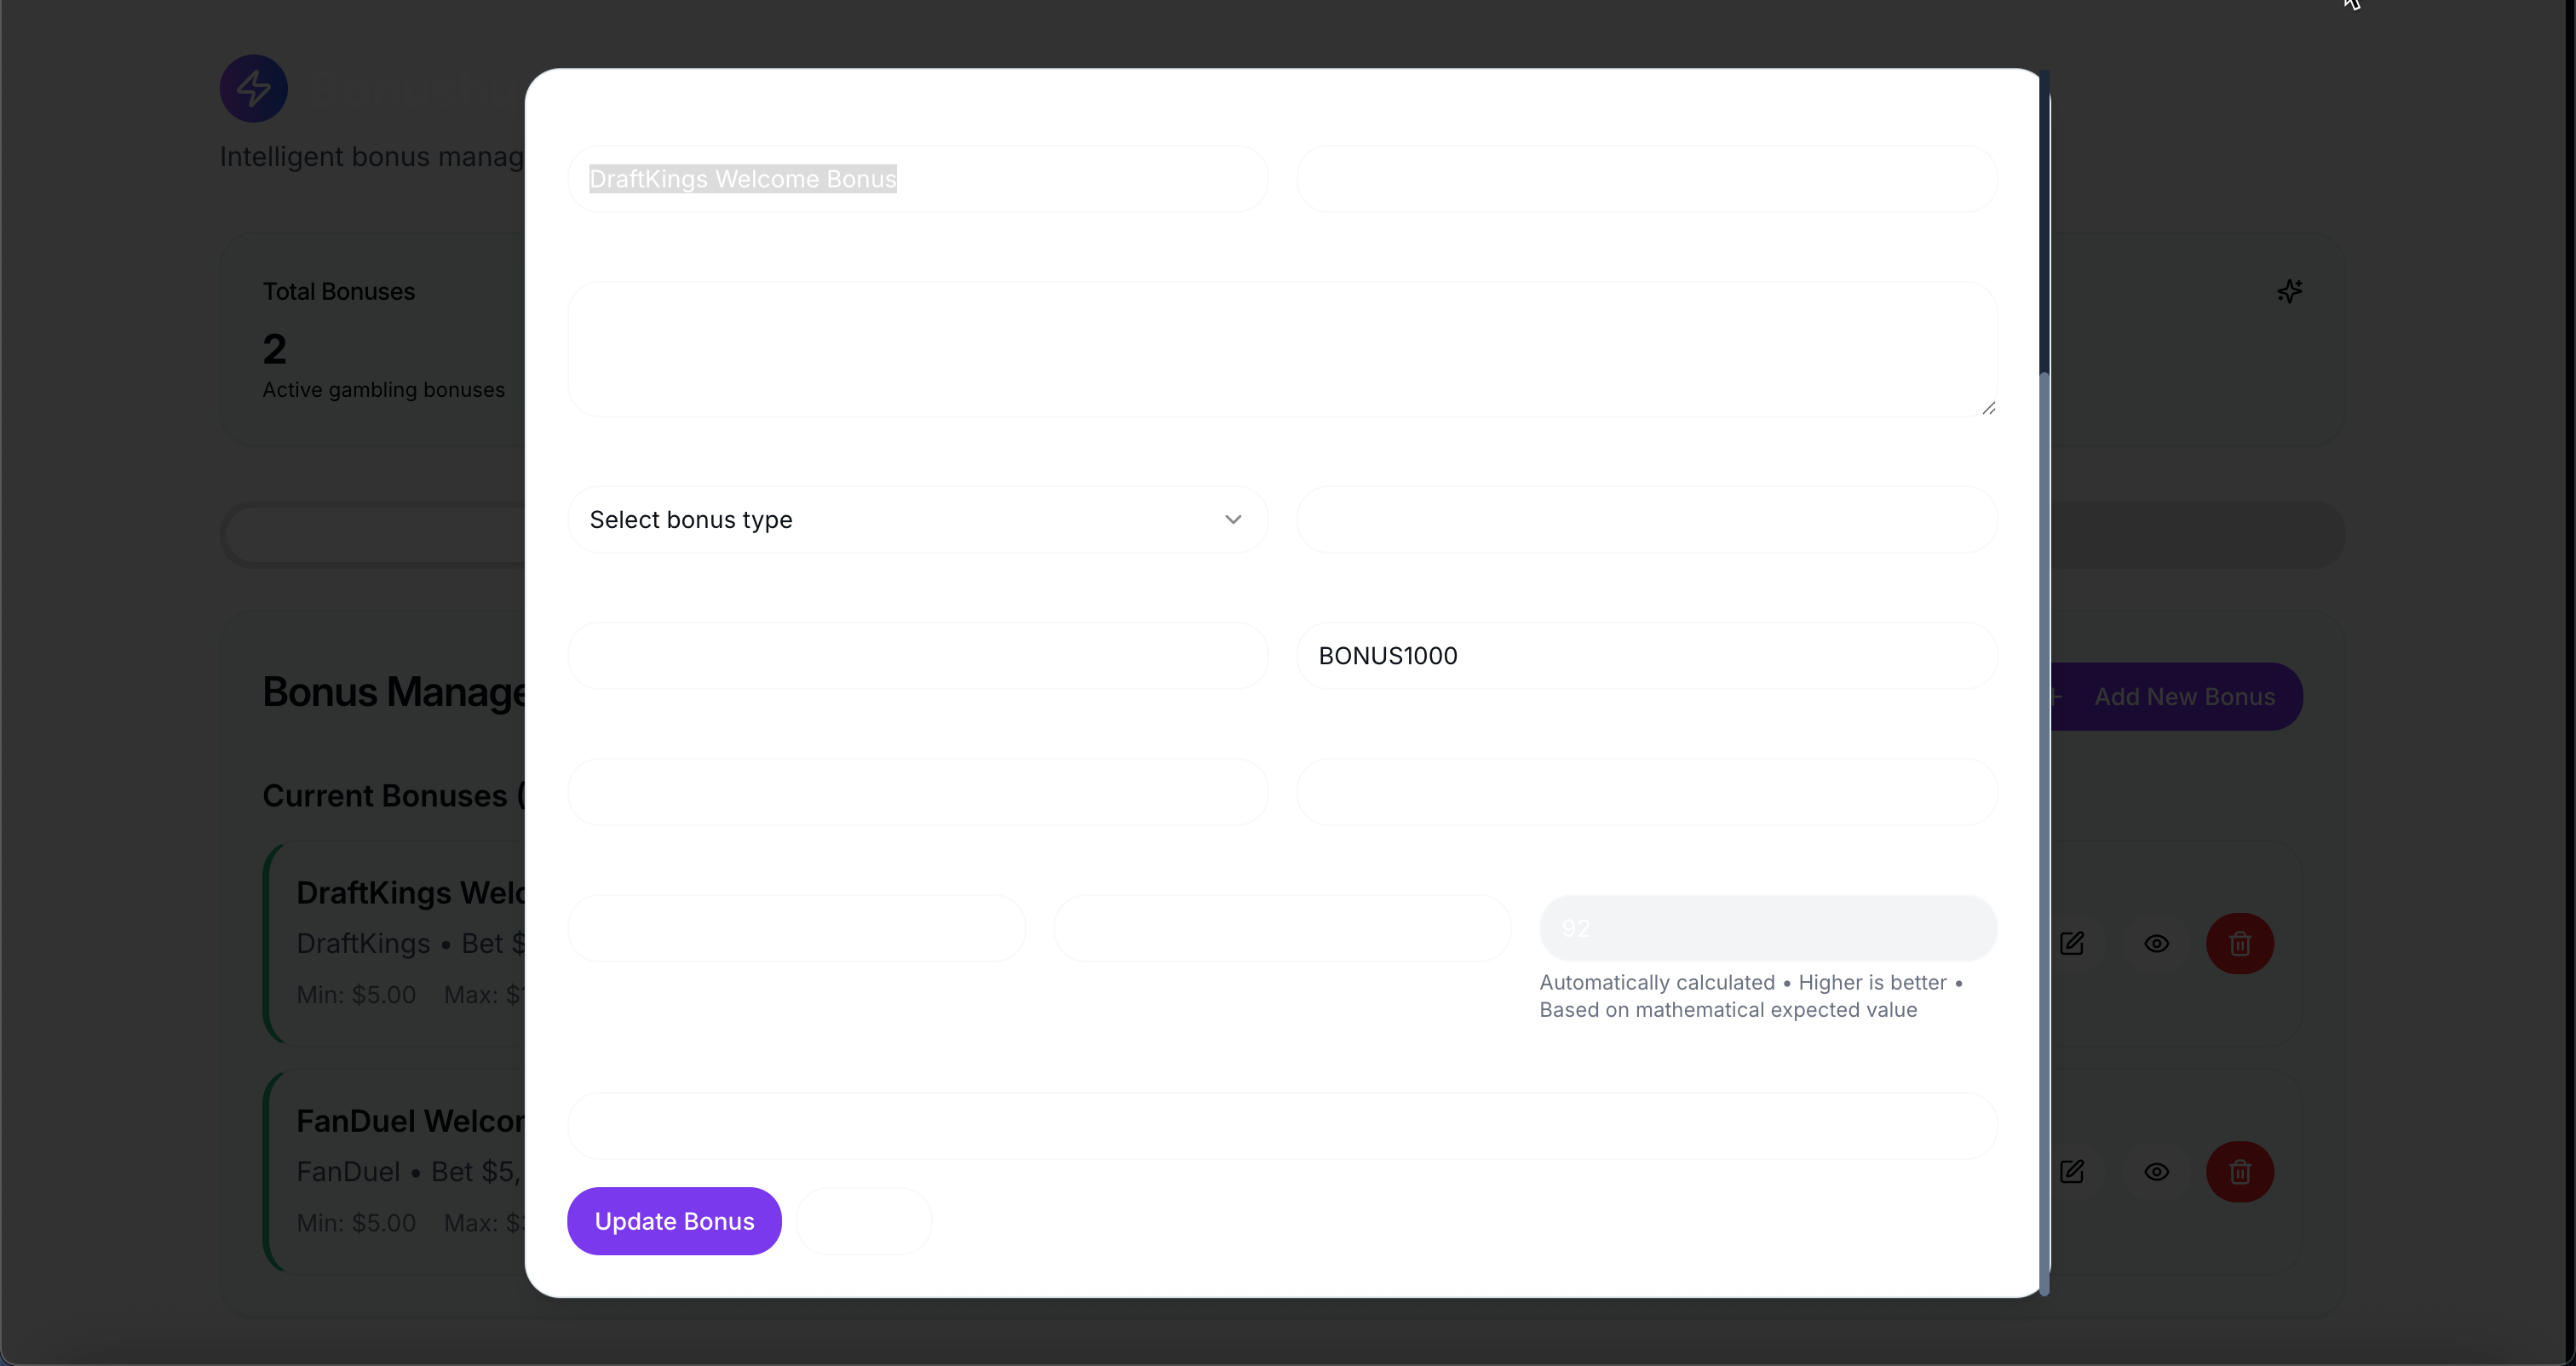 Intelligent bonus manag
DraftKings Welcome Bonus
Total Bonuses
2
Active gambling bonuses
Select bonus type
BONUS1000
Bonus Manage
Add New Bonus
Current Bonuses (
DraftKings Welc
DraftKings • Bet $
Min: $5.00 Max: $
92
Automatically calculated • Higher is better •
Based on mathematical expected value
FanDuel Welcor
FanDuel • Bet $5,
Min: $5.00 Max: $
Update Bonus